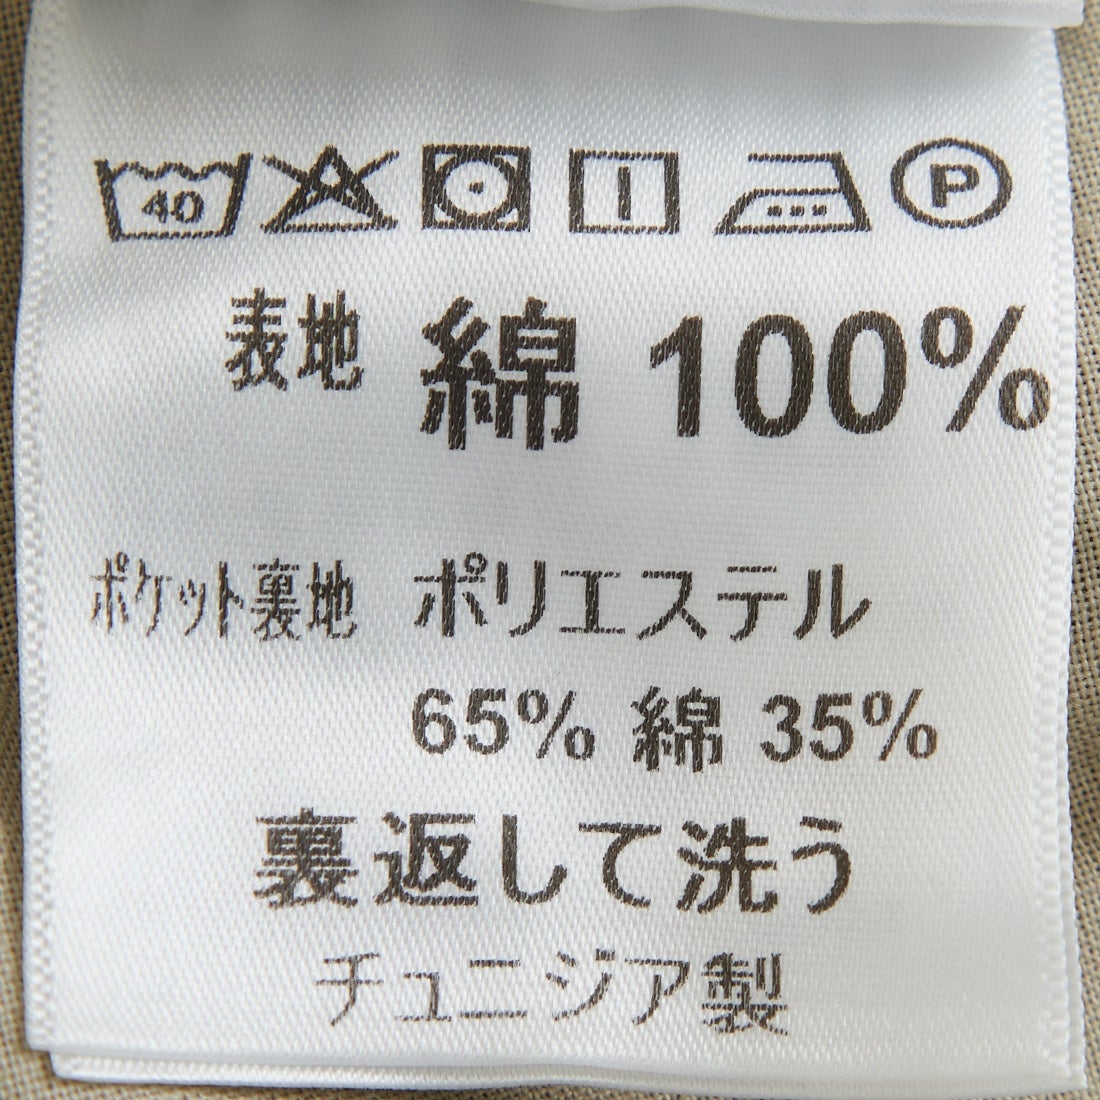 40 P
表地 綿 100%
ポケット裏地 ポリエステル
65% 綿 35%
裏返して洗う
チュニジア製